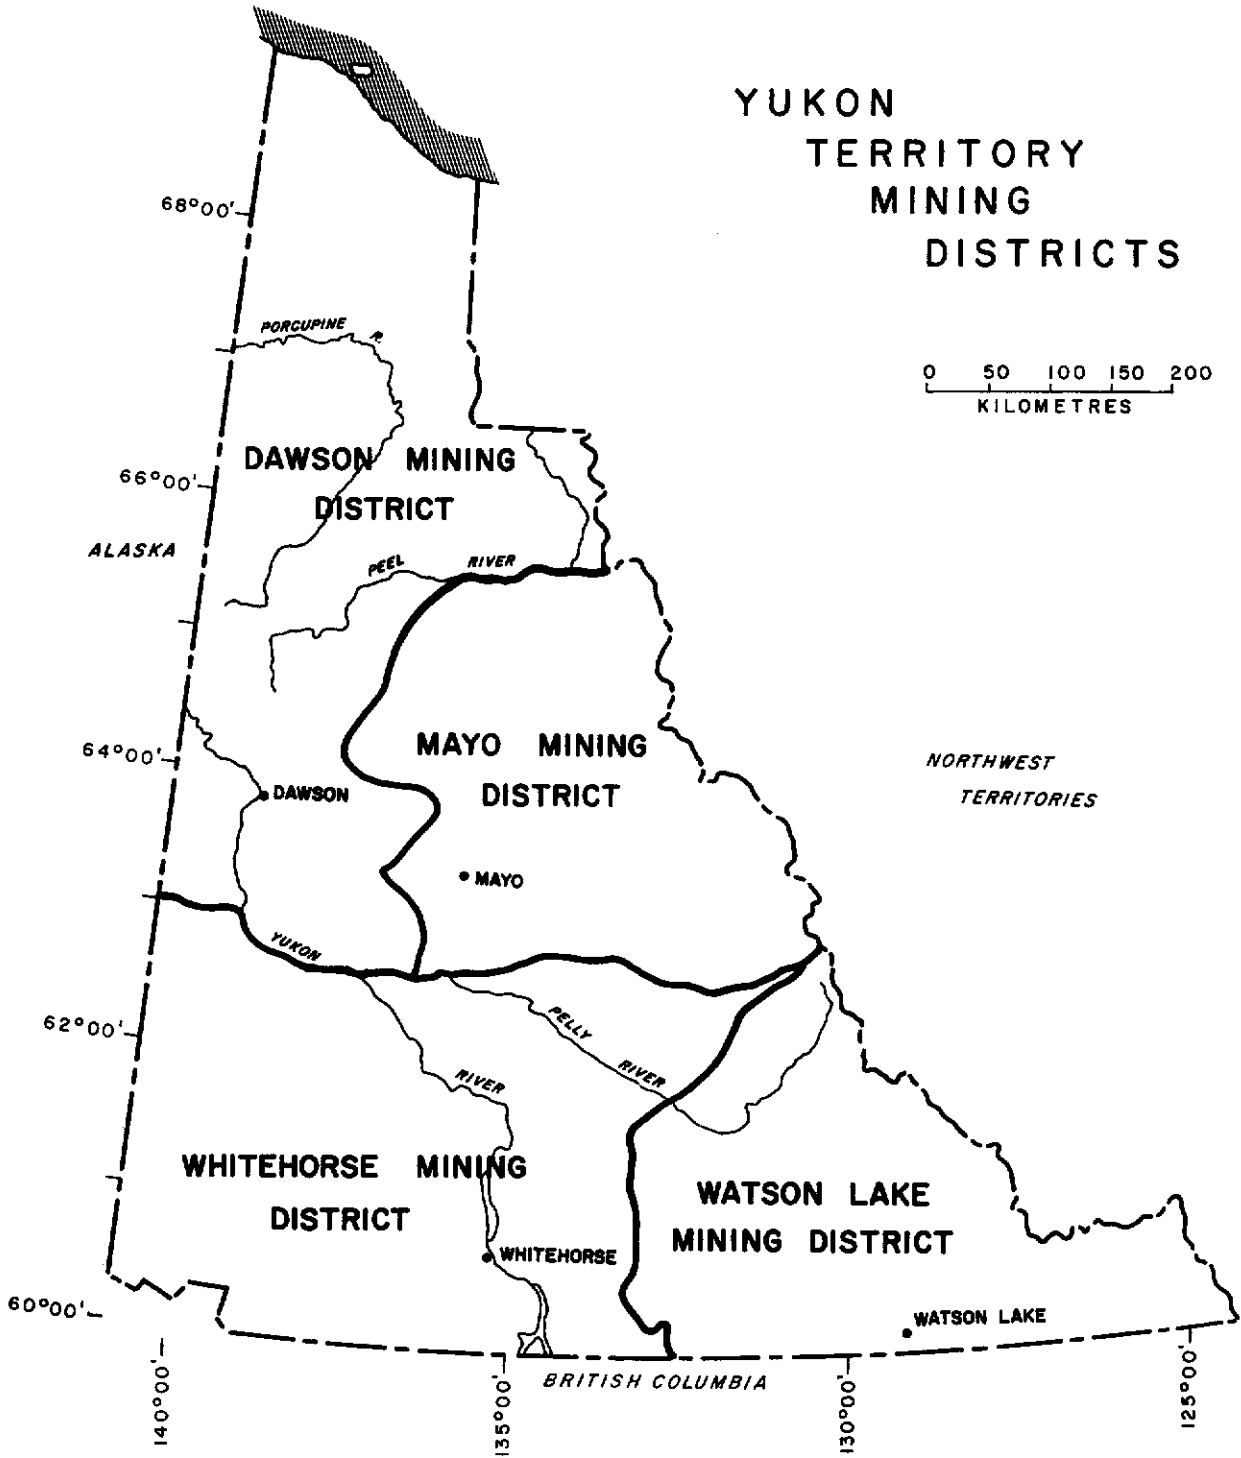 YUKON
TERRITORY
MINING
DISTRICTS
68°00'
PORCUPINE R.
0 50 100 150 200
KILOMETRES
DAWSON MINING
DISTRICT
66°00'
ALASKA
PEEL RIVER
MAYO MINING
DISTRICT
64°00'
NORTHWEST
TERRITORIES
DAWSON
MAYO
YUKON
62°00'
PELLY
RIVER
RIVER
WHITEHORSE MINING
DISTRICT
WATSON LAKE
MINING DISTRICT
WHITEHORSE
60°00'
WATSON LAKE
BRITISH COLUMBIA
140°00'
135°00'
130°00'
125°00'